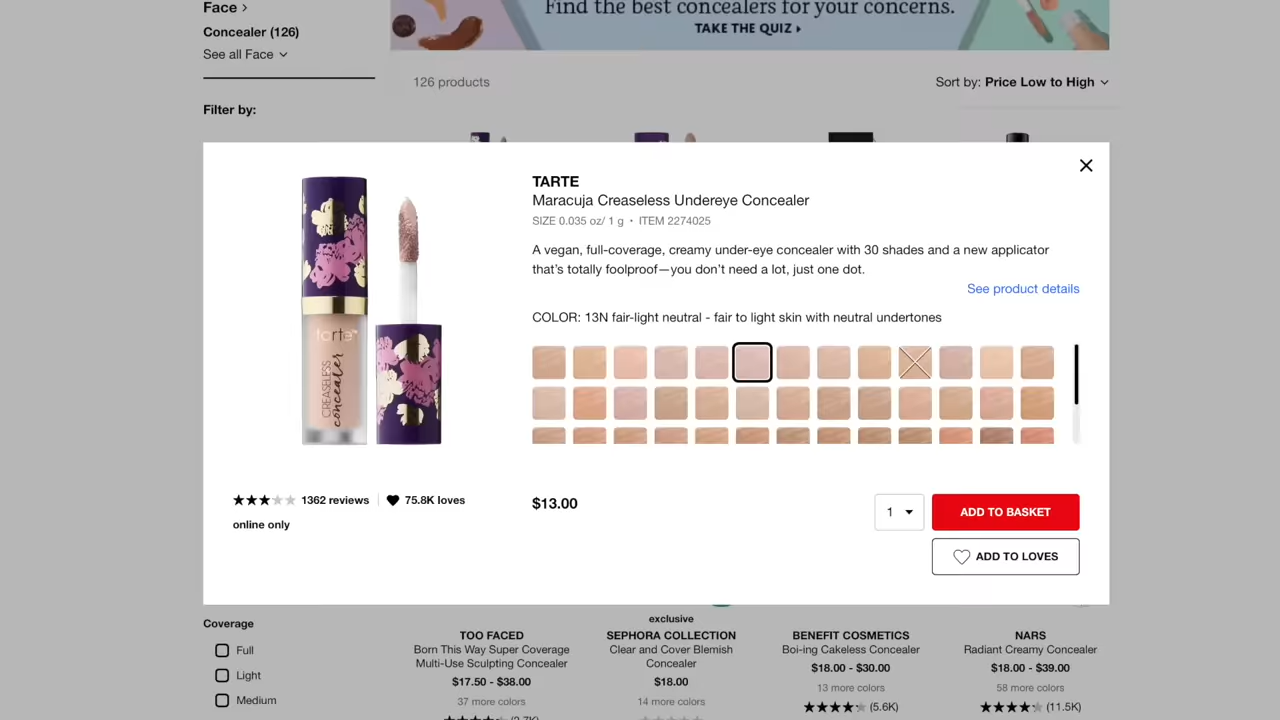 Face >
Concealer (126)
See all Face
Find the best concealers for your concerns.
TAKE THE QUIZ
126 products
Sort by: Price Low to High
Filter by:
TARTE
Maracuja Creaseless Undereye Concealer
SIZE 0.035 oz/ 1 g • ITEM 2274025
A vegan, full-coverage, creamy under-eye concealer with 30 shades and a new applicator
that's totally foolproof—you don't need a lot, just one dot.
See product details
COLOR: 13N fair-light neutral - fair to light skin with neutral undertones
tarte™
CREASELESS
concealer
1362 reviews
75.8K loves
online only
$13.00
1
ADD TO BASKET
ADD TO LOVES
Coverage
Full
Light
Medium
TOO FACED
Born This Way Super Coverage
Multi-Use Sculpting Concealer
$17.50 - $38.00
37 more colors
exclusive
SEPHORA COLLECTION
Clear and Cover Blemish
Concealer
$18.00
14 more colors
BENEFIT COSMETICS
Boi-ing Cakeless Concealer
$18.00 - $30.00
13 more colors
(5.6K)
NARS
Radiant Creamy Concealer
$18.00 - $39.00
58 more colors
(11.5K)